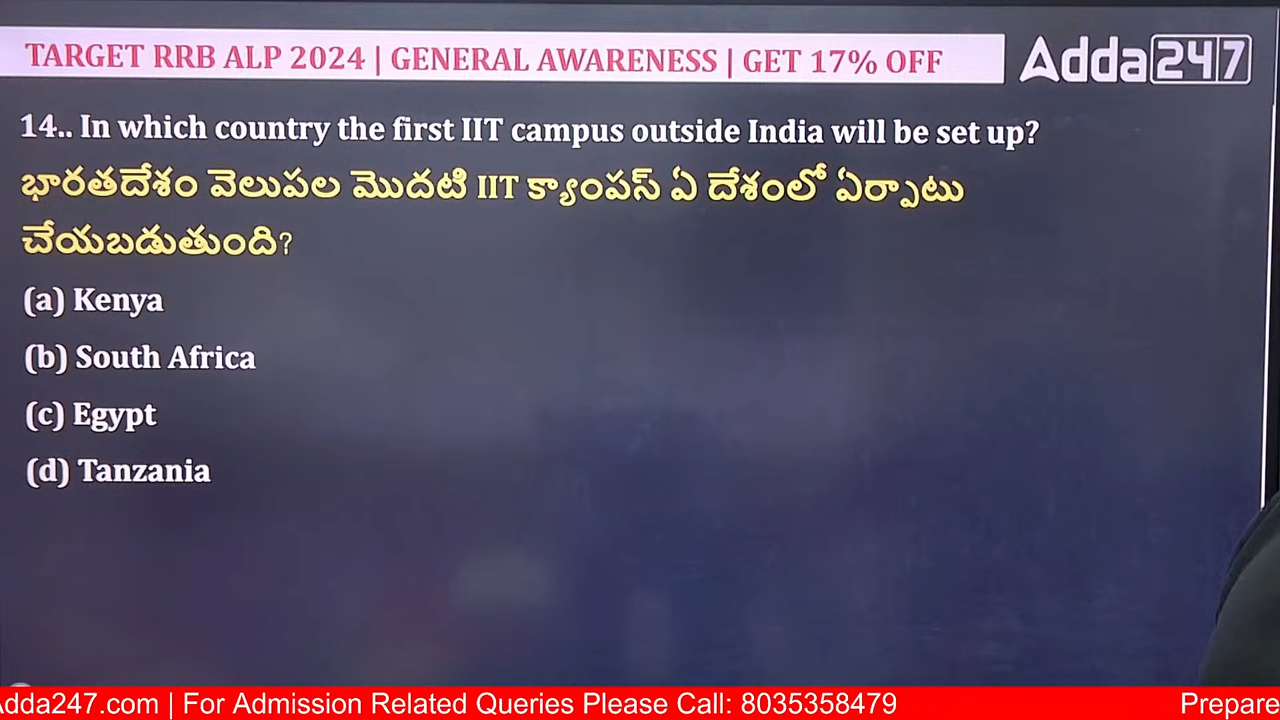 TARGET RRB ALP 2024 | GENERAL AWARENESS | GET 17% OFF
Adda247
14.. In which country the first IIT campus outside India will be set up?
భారతదేశం వెలుపల మొదటి IIT క్యాంపస్ ఏ దేశంలో ఏర్పాటు
చేయబడుతుంది?
(a) Kenya
(b) South Africa
(c) Egypt
(d) Tanzania
Adda247.com | For Admission Related Queries Please Call: 8035358479 Prepare